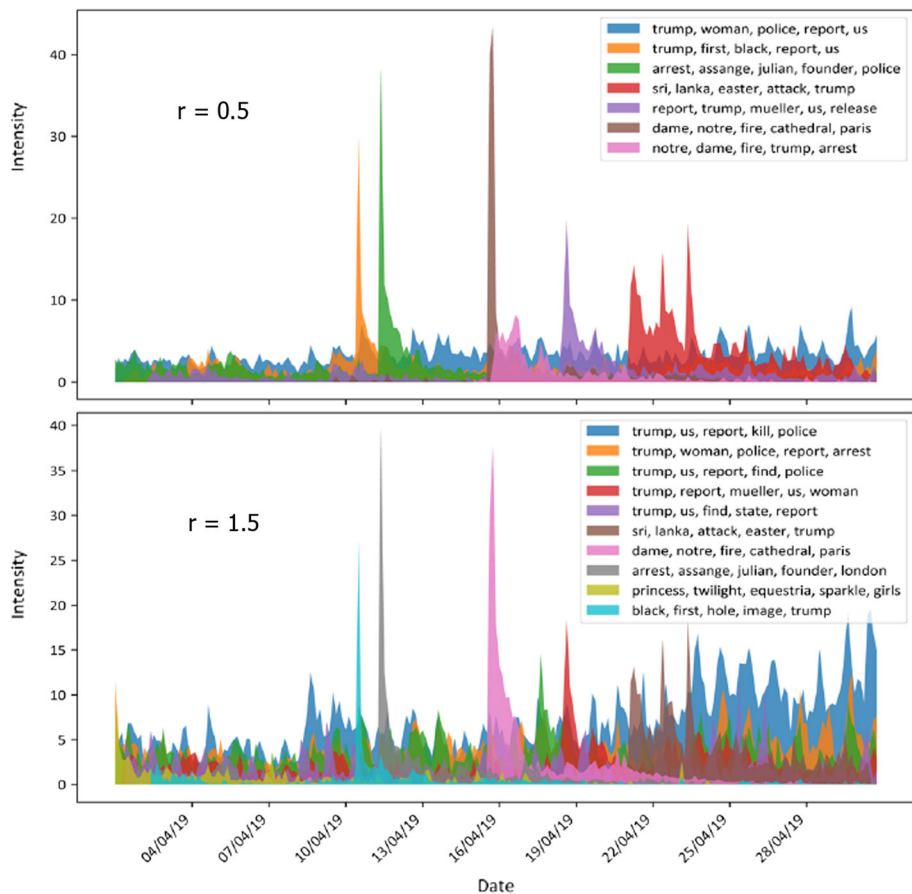 40
30
20
10
0
Intensity
r = 0.5
trump, woman, police, report, us
trump, first, black, report, us
arrest, assange, julian, founder, police
sri, lanka, easter, attack, trump
report, trump, mueller, us, release
dame, notre, fire, cathedral, paris
notre, dame, fire, trump, arrest
40
35
30
25
20
15
10
5
0
Intensity
r = 1.5
trump, us, report, kill, police
trump, woman, police, report, arrest
trump, us, report, find, police
trump, report, mueller, us, woman
trump, us, find, state, report
sri, lanka, attack, easter, trump
dame, notre, fire, cathedral, paris
arrest, assange, julian, founder, london
princess, twilight, equestria, sparkle, girls
black, first, hole, image, trump
04/04/19
07/04/19
10/04/19
13/04/19
16/04/19
19/04/19
22/04/19
25/04/19
28/04/19
Date